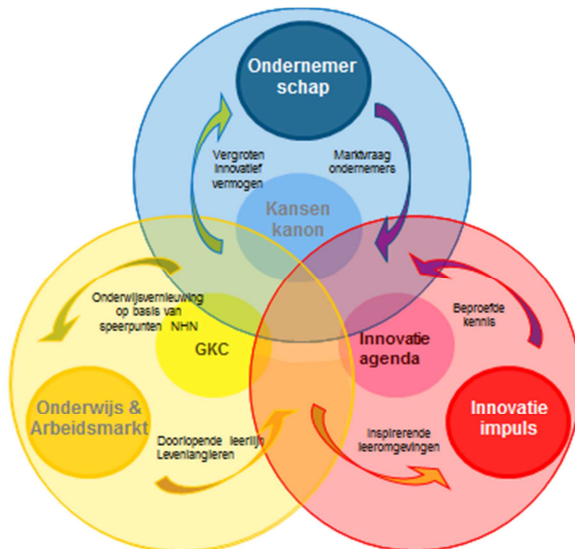 Ondernemer
schap
Vergroten
Innovatief
vermogen
Marktvraag
ondernemers
Kansen
kanon
Onderwijsvernieuwing
op basis van
speerpunten NHN
GKC
Innovatie
agenda
Beproefde
kennis
Onderwijs &
Arbeidsmarkt
Doorlopende leerlijn
Levenlangleren
Inspirerende
leeromgevingen
Innovatie
impuls